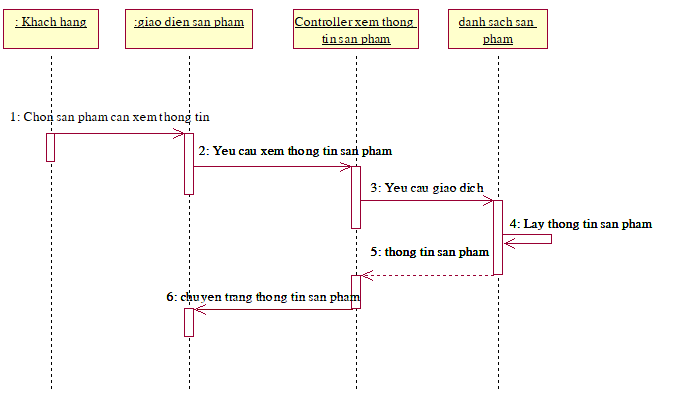 : Khach hang
:giao dien san pham
Controller xem thong
tin san pham
danh sach san
pham
1: Chon san pham can xem thong tin
2: Yeu cau xem thong tin san pham
3: Yeu cau giao dich
4: Lay thong tin san pham
5: thong tin san pham
6: chuyen trang thong tin san pham